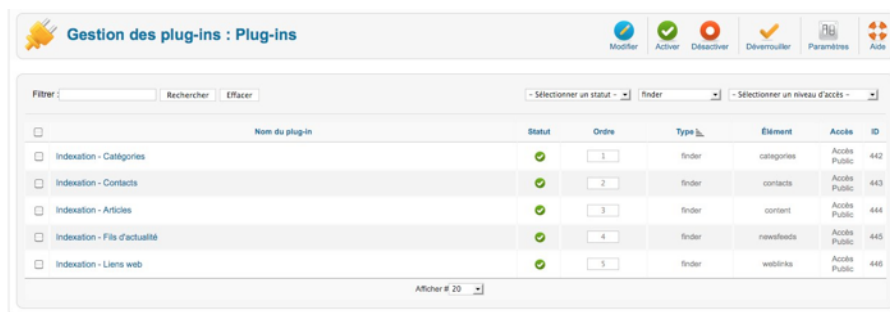 Gestion des plug-ins : Plug-ins
Modifier Activer Désactiver Déverrouiller Paramètres Aide
Filtrer : Rechercher Effacer - Sélectionner un statut - finder - Sélectionner un niveau d'accès -
Nom du plug-in Statut Ordre Type Élément Accès ID
Indexation - Catégories 1 finder categories Accès Public 442
Indexation - Contacts 2 finder contacts Accès Public 443
Indexation - Articles 3 finder content Accès Public 444
Indexation - Fils d'actualité 4 finder newsfeeds Accès Public 445
Indexation - Liens web 5 finder weblinks Accès Public 446
Afficher # 20